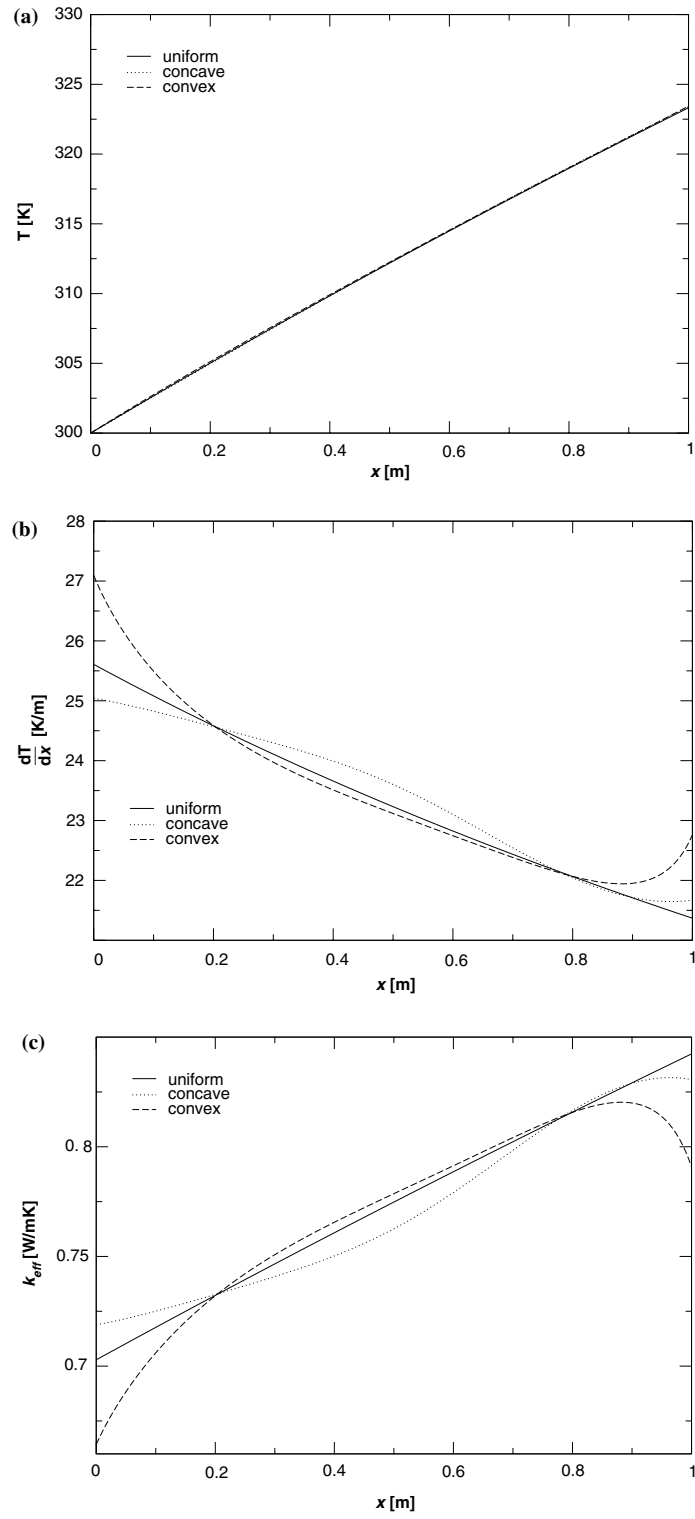 (a)
330
325
320
315
310
305
300
T [K]
uniform
concave
convex
0 0.2 0.4 0.6 0.8 1
x [m]
(b)
28
27
26
25
24
23
22
dT
dx [K/m]
uniform
concave
convex
0 0.2 0.4 0.6 0.8 1
x [m]
(c)
0.8
0.75
0.7
keff [W/mK]
uniform
concave
convex
0 0.2 0.4 0.6 0.8 1
x [m]